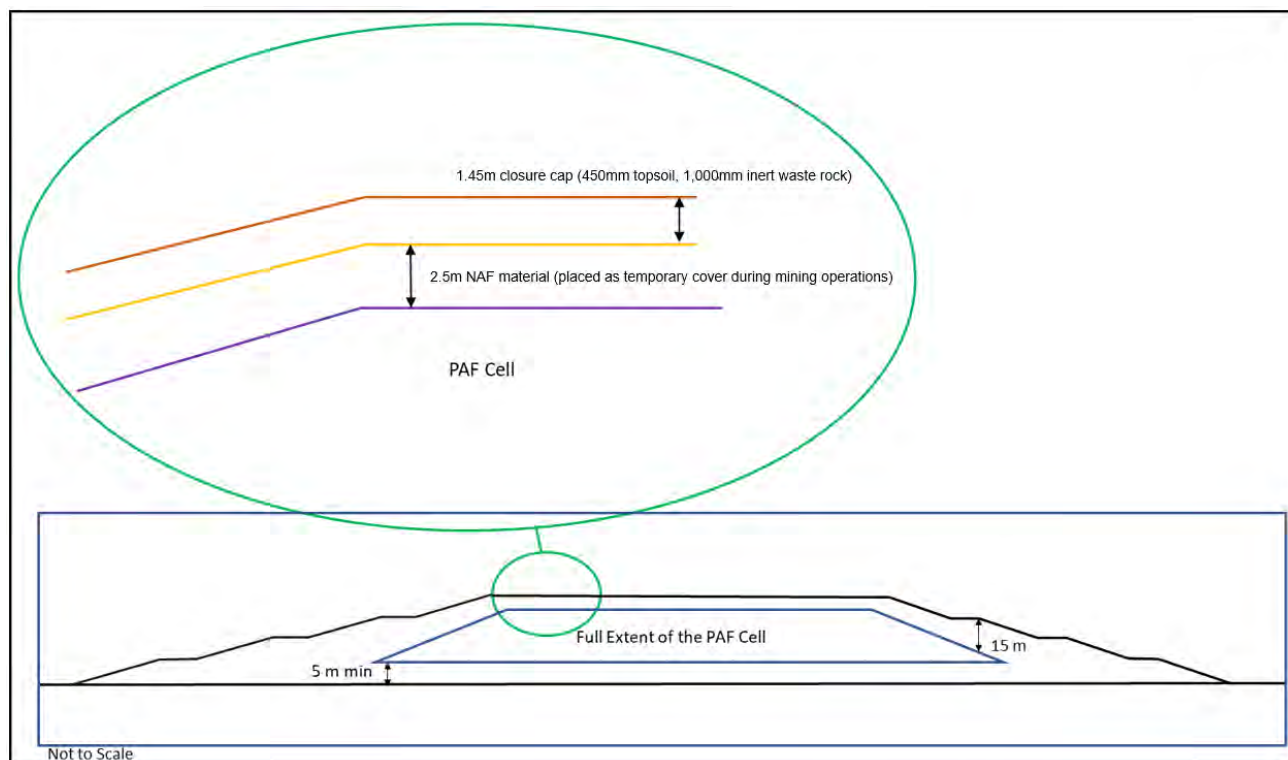 1.45m closure cap (450mm topsoil, 1,000mm inert waste rock)
2.5m NAF material (placed as temporary cover during mining operations)
PAF Cell
Full Extent of the PAF Cell
15 m
5 m min
Not to Scale